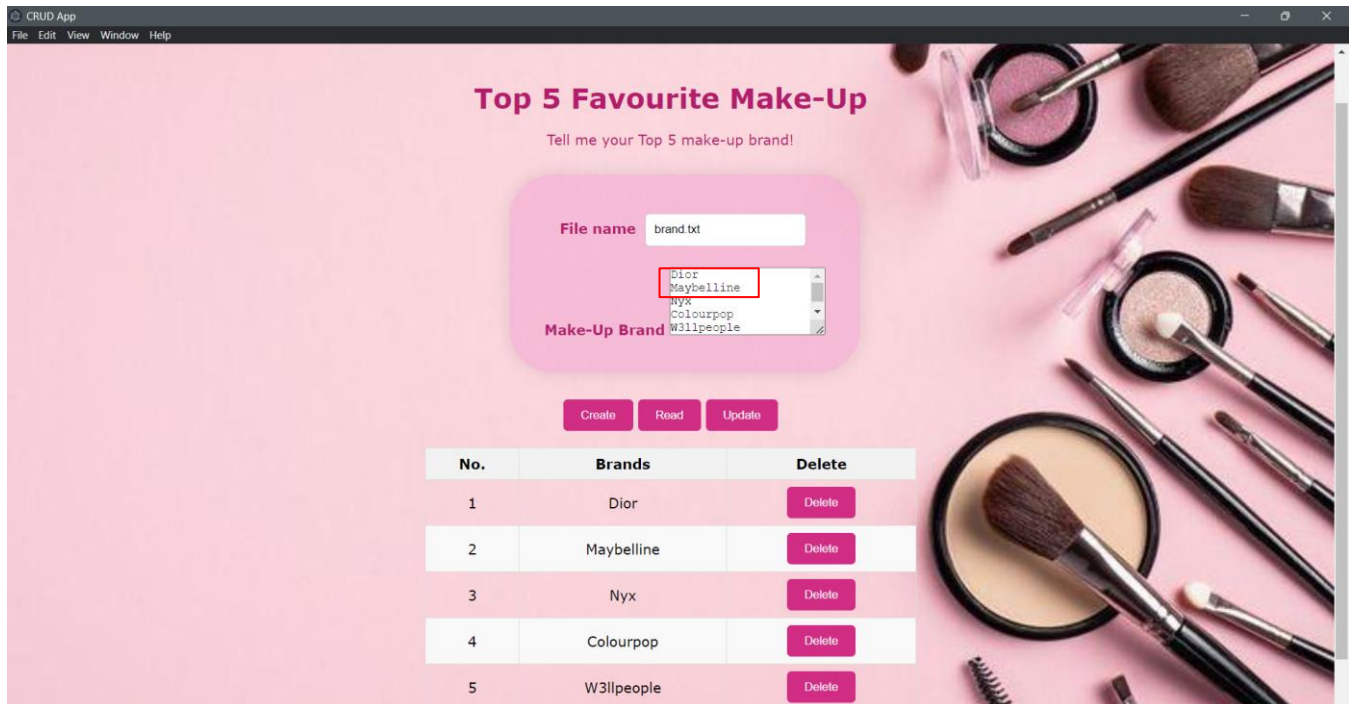 CRUD App
File Edit View Window Help
Top 5 Favourite Make-Up
Tell me your Top 5 make-up brand!
File name brand.txt
Dior
Maybelline
Nyx
Colourpop
Make-Up Brand W3llpeople
Create Read Update
No. Brands Delete
1 Dior Delete
2 Maybelline Delete
3 Nyx Delete
4 Colourpop Delete
5 W3llpeople Delete